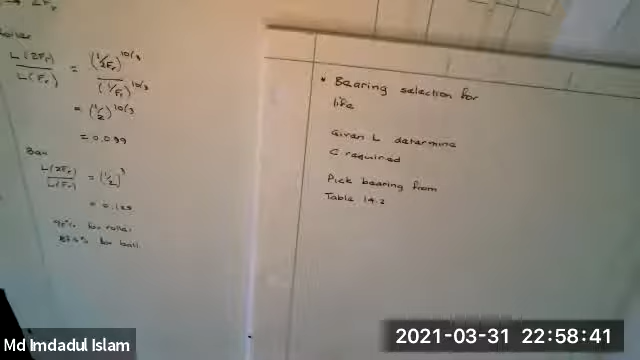 → 2Fr
Roller
L(2Fr) / L(Fr) = (1/2Fr)^10/3 / (1/Fr)^10/3
= (1/2)^10/3
= 0.099
Ball
L(2Fr) / L(Fr) = (1/2)^3
= 0.125
90% for roller
87.5% for ball
* Bearing selection for
life
Given L determine
C required
Pick bearing from
Table 14.2
Md Imdadul Islam
2021-03-31 22:58:41